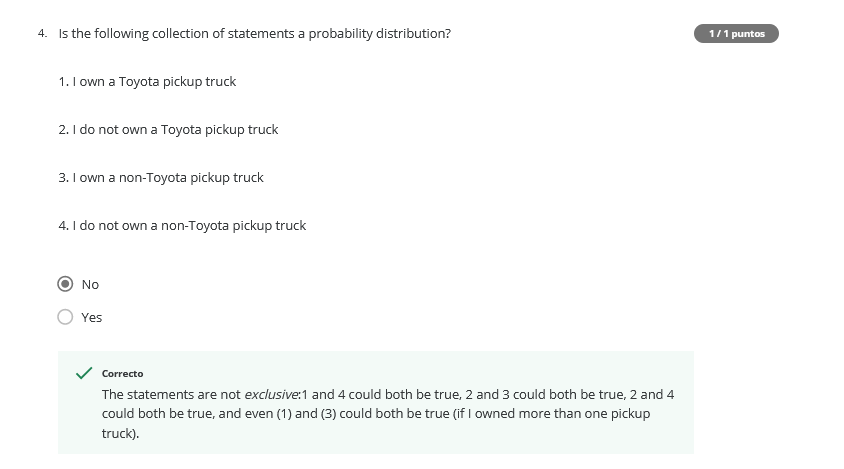 4. Is the following collection of statements a probability distribution?
1 / 1 puntos
1. I own a Toyota pickup truck
2. I do not own a Toyota pickup truck
3. I own a non-Toyota pickup truck
4. I do not own a non-Toyota pickup truck
No
Yes
Correcto
The statements are not exclusive:1 and 4 could both be true, 2 and 3 could both be true, 2 and 4
could both be true, and even (1) and (3) could both be true (if I owned more than one pickup
truck).